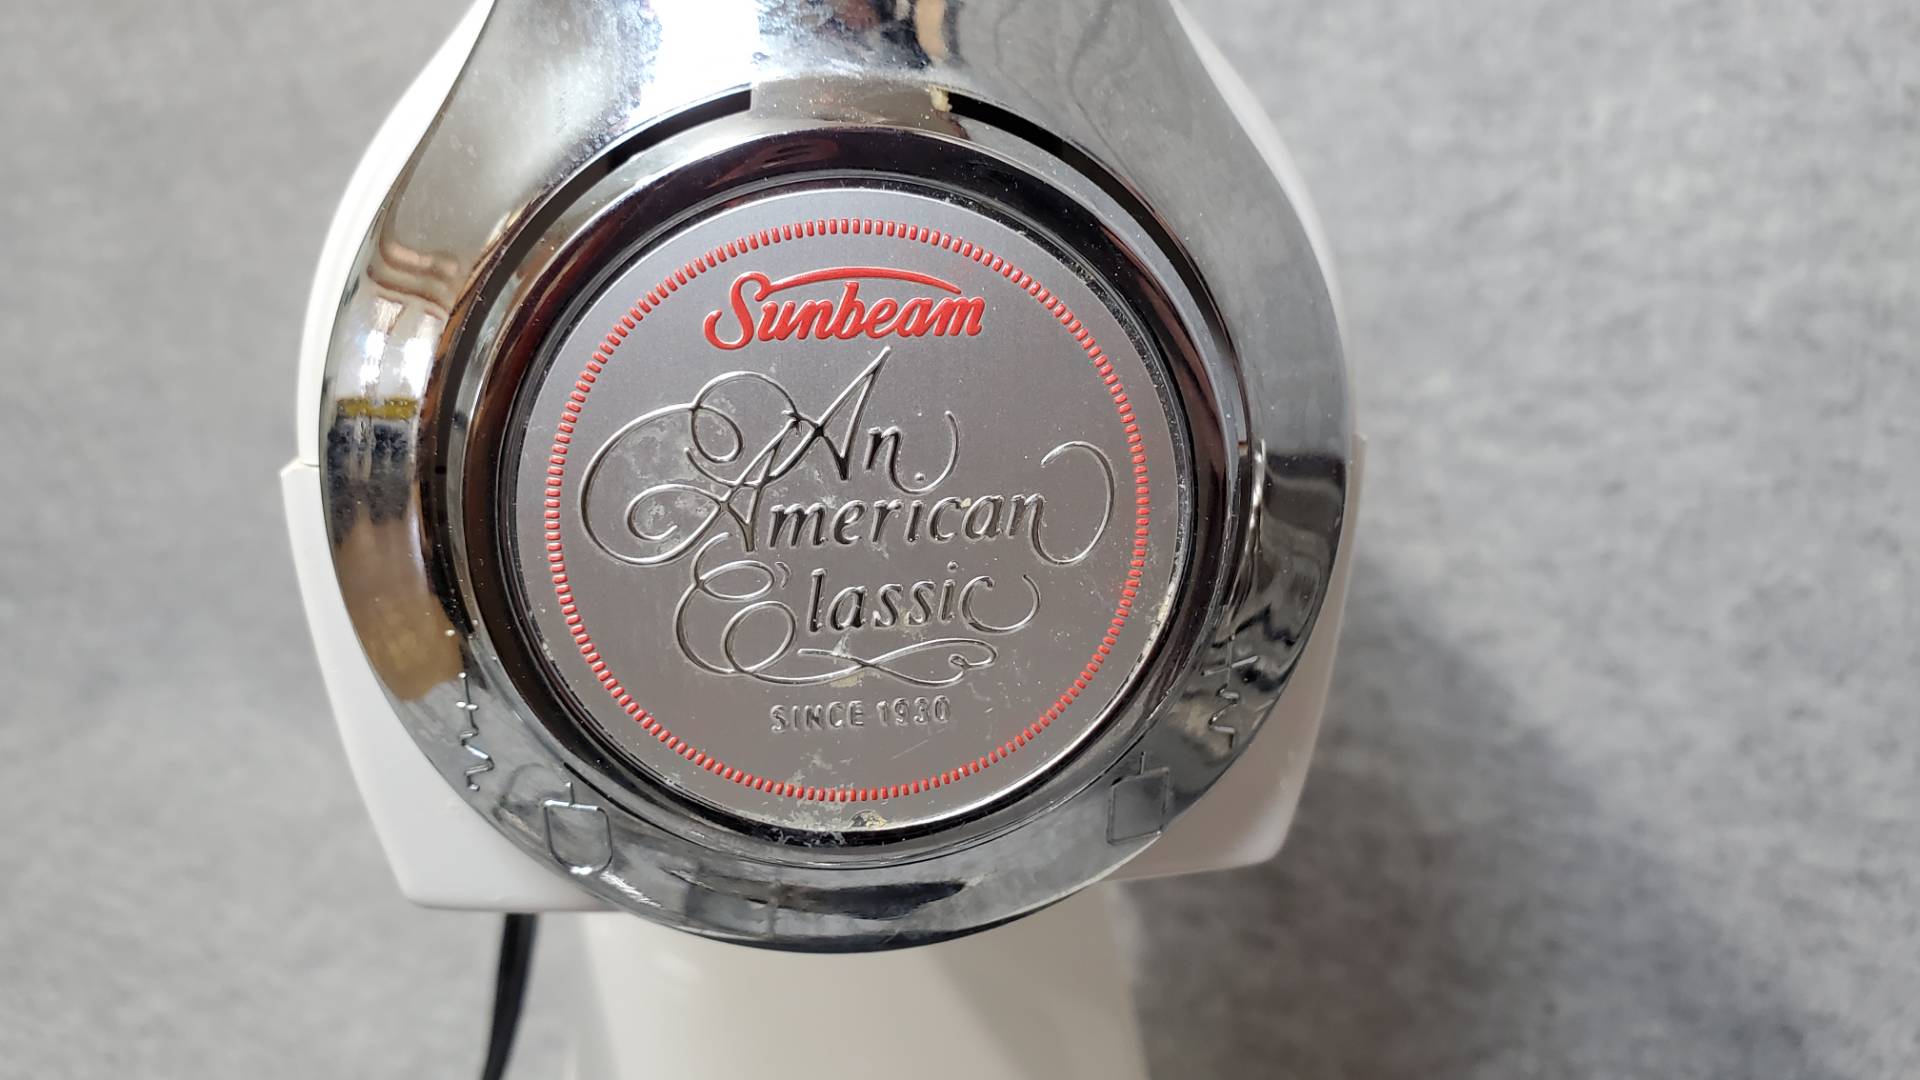 Sunbeam
An
American
Classic
SINCE 1930